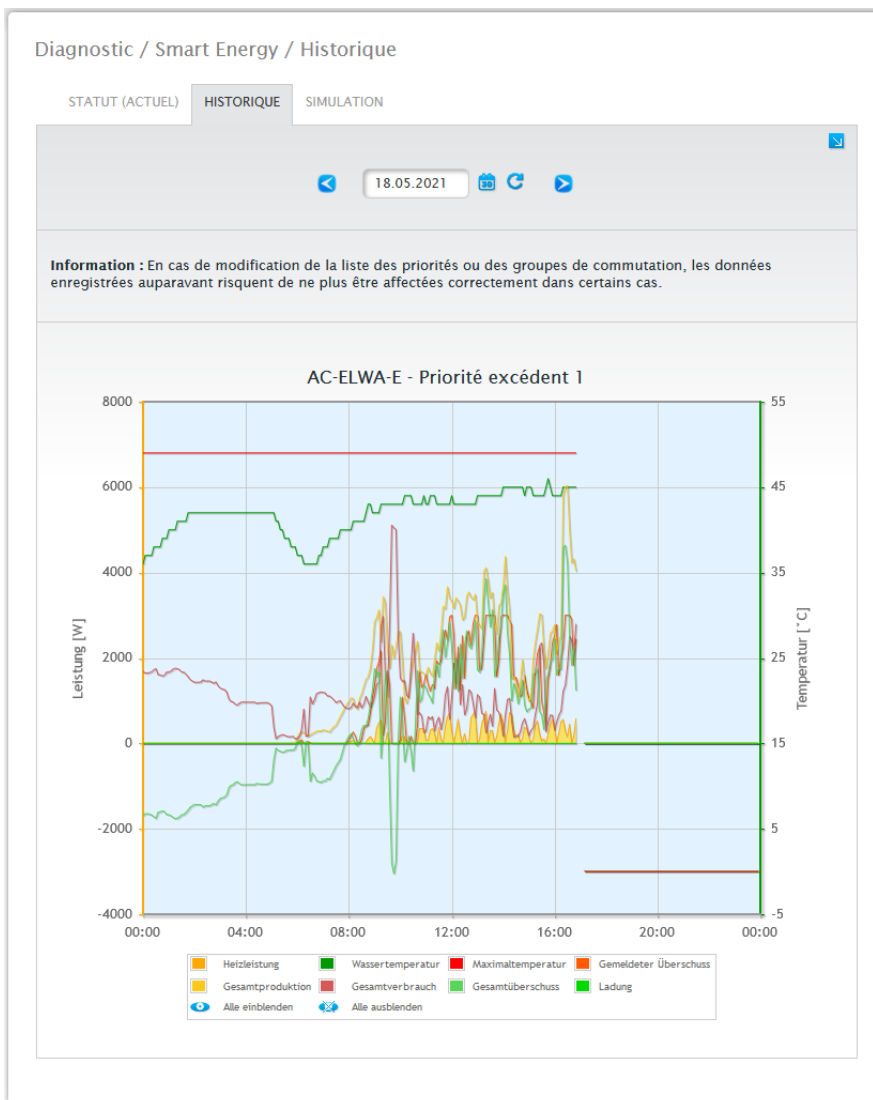 Diagnostic / Smart Energy / Historique
STATUT (ACTUEL) HISTORIQUE SIMULATION
18.05.2021 30
Information : En cas de modification de la liste des priorités ou des groupes de commutation, les données
enregistrées auparavant risquent de ne plus être affectées correctement dans certains cas.
AC-ELWA-E - Priorité excédent 1
8000 55
6000 45
4000 35
Leistung [W] Temperatur [°C]
2000 25
0 15
-2000 5
-4000 -5
00:00 04:00 08:00 12:00 16:00 20:00 00:00
Heizleistung Wassertemperatur Maximaltemperatur Gemeldeter Überschuss
Gesamtproduktion Gesamtverbrauch Gesamtüberschuss Ladung
Alle einblenden Alle ausblenden